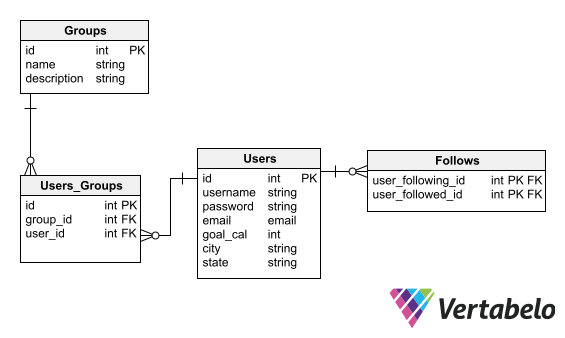 Groups
id int PK
name string
description string
Users_Groups
id int PK
group_id int FK
user_id int FK
Users
id int PK
username string
password string
email email
goal_cal int
city string
state string
Follows
user_following_id int PK FK
user_followed_id int PK FK
Vertabelo